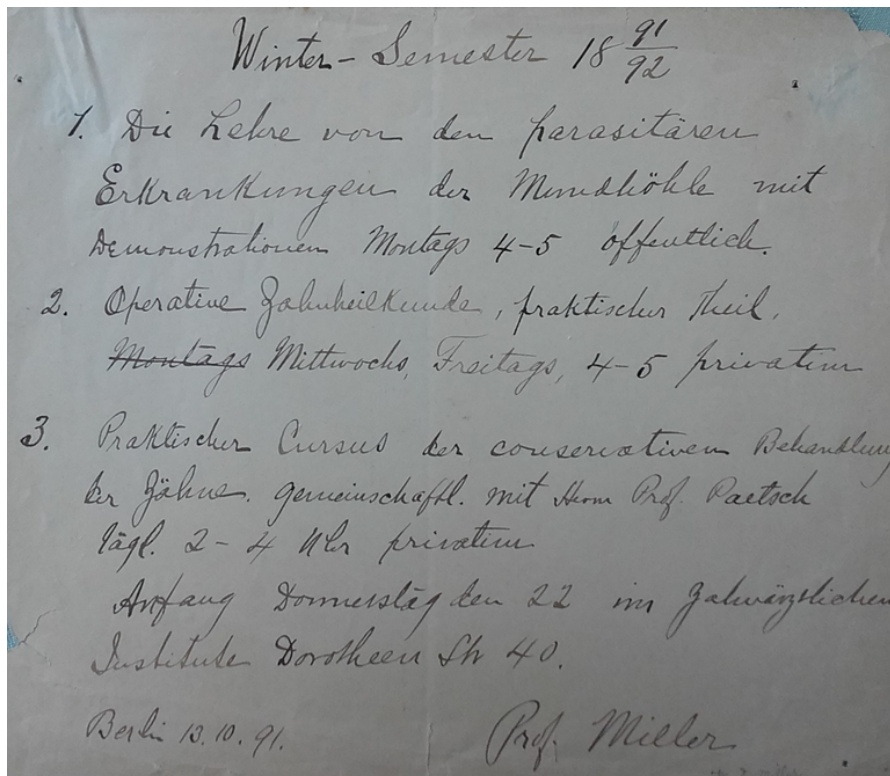 Winter-Semester 18 91/92
1. Die Lehre von den parasitären
Erkrankungen der Mundhöhle mit
Demonstrationen Montags 4-5 öffentlich.
2. Operative Zahnheilkunde, praktischer Theil,
Montags Mittwochs, Freitags, 4-5 privatim
3. Praktischer Cursus der conservativen Behandlung
der Zähne. gemeinschaftl. mit Herrn Prof. Paetsch
tägl. 2-4 Uhr privatim
Anfang Donnerstag den 22 im Zahnärztlichen
Institute Dorotheen Str 40.
Berlin 13.10.91.
Prof. Miller